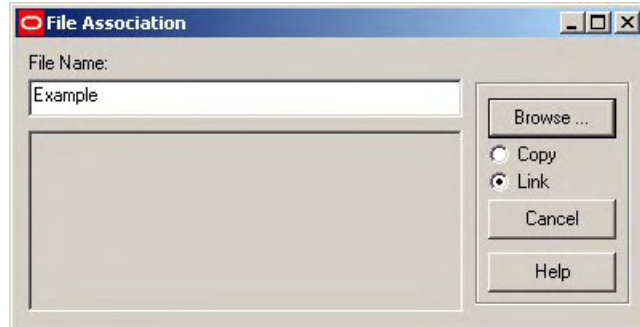 File Association
File Name:
Example
Browse ...
Copy
Link
Cancel
Help